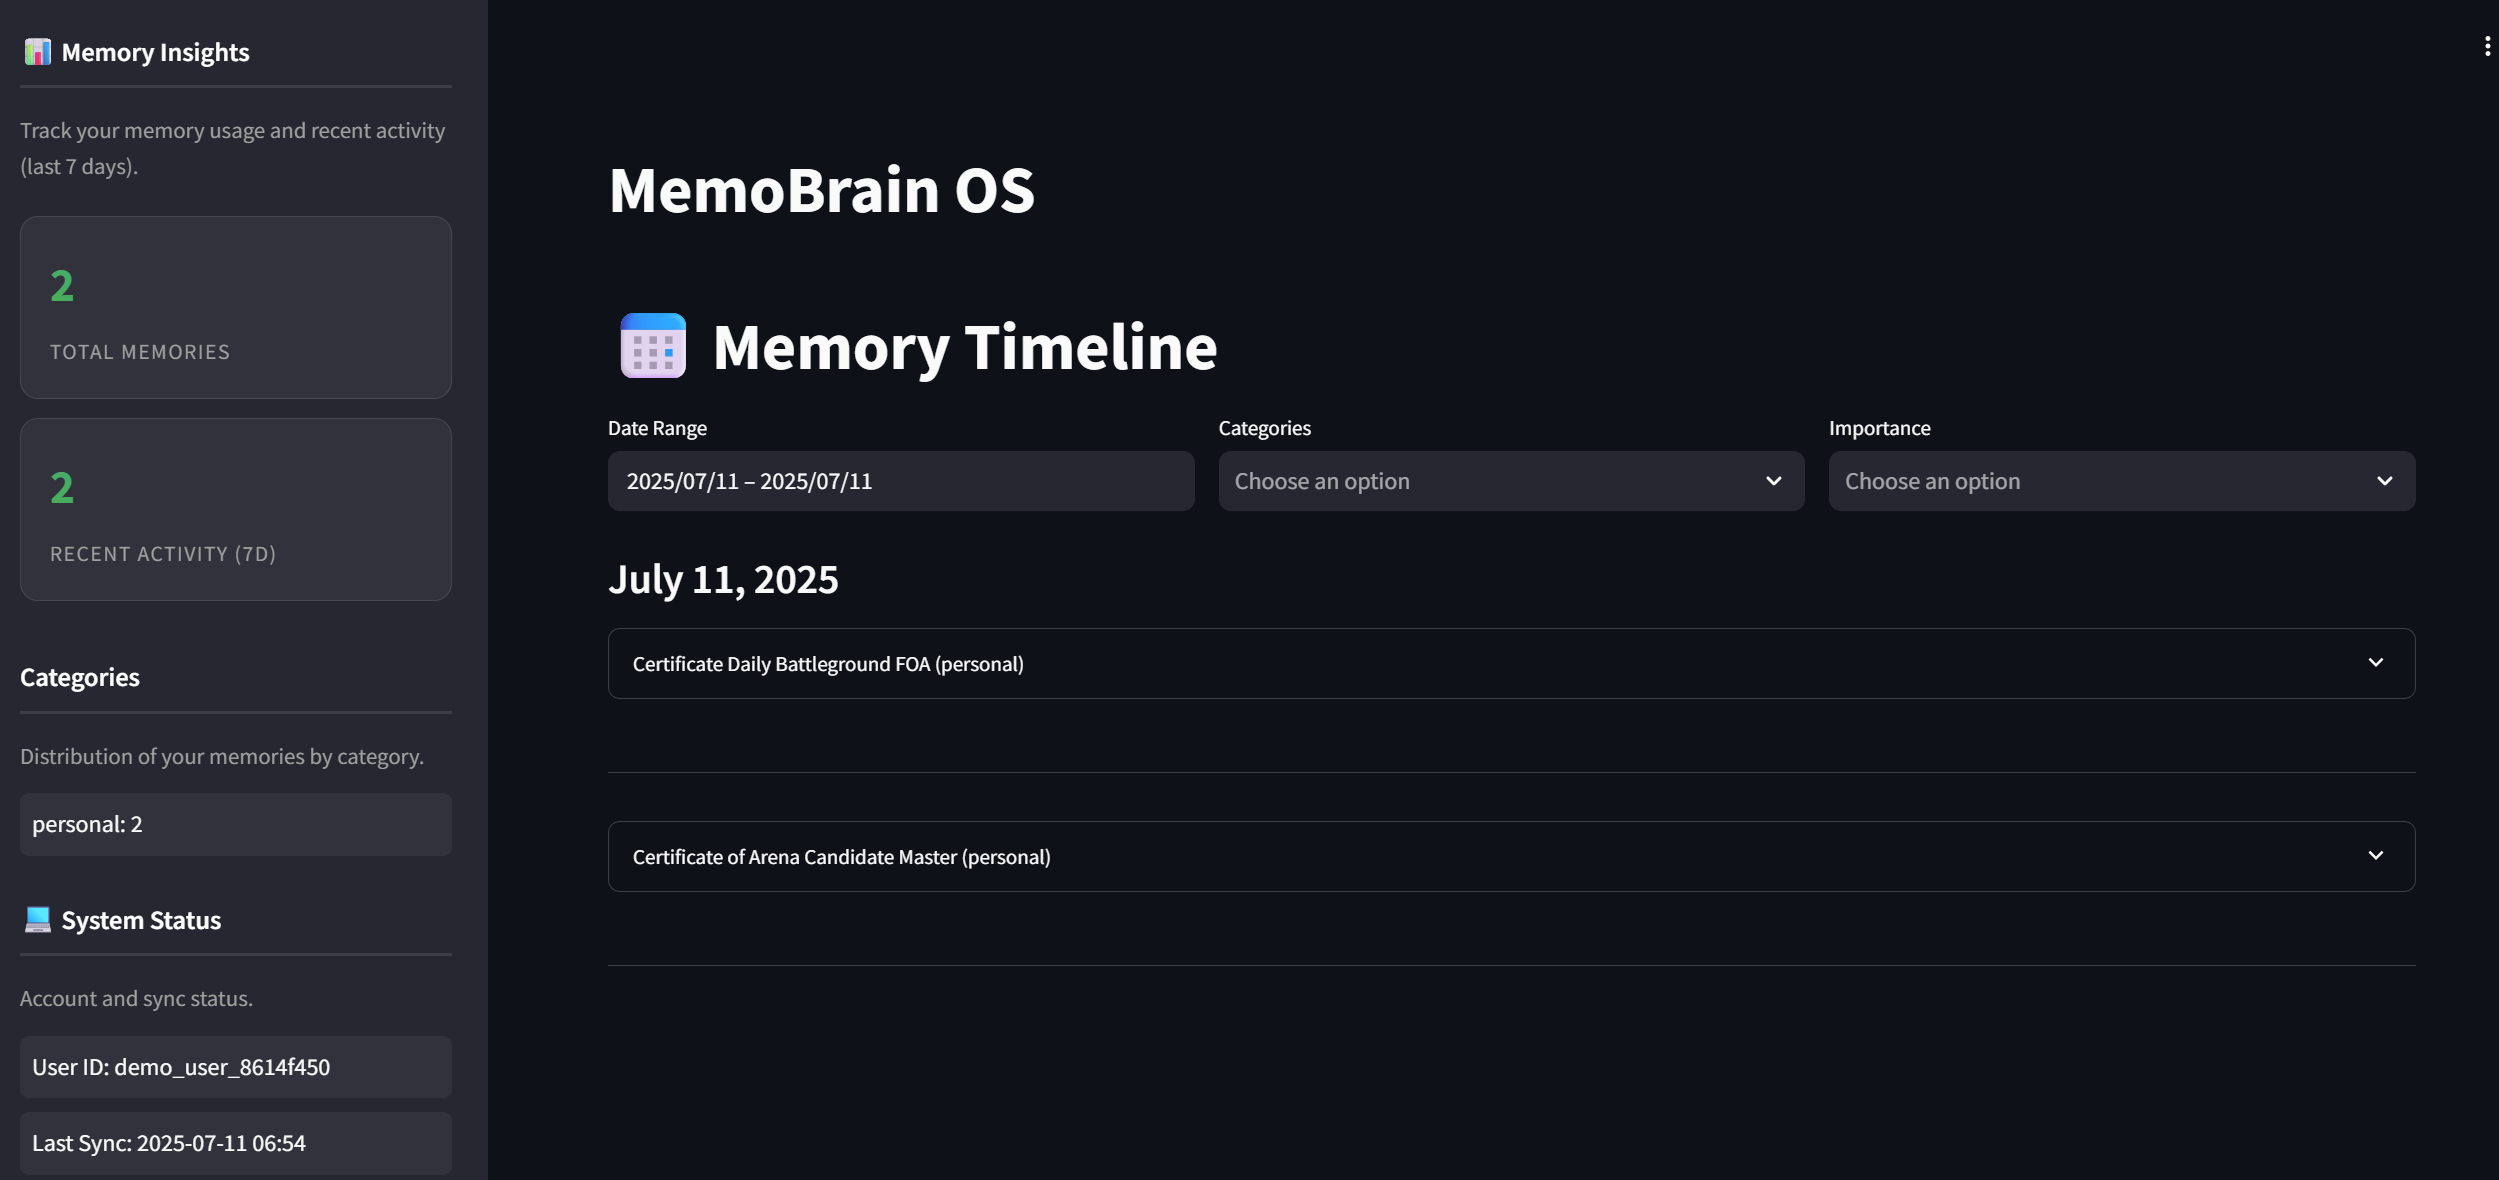 Memory Insights
Track your memory usage and recent activity
(last 7 days).
2
TOTAL MEMORIES
2
RECENT ACTIVITY (7D)
Categories
Distribution of your memories by category.
personal: 2
System Status
Account and sync status.
User ID: demo_user_8614f450
Last Sync: 2025-07-11 06:54
MemoBrain OS
Memory Timeline
Date Range
2025/07/11 – 2025/07/11
Categories
Choose an option
Importance
Choose an option
July 11, 2025
Certificate Daily Battleground FOA (personal)
Certificate of Arena Candidate Master (personal)